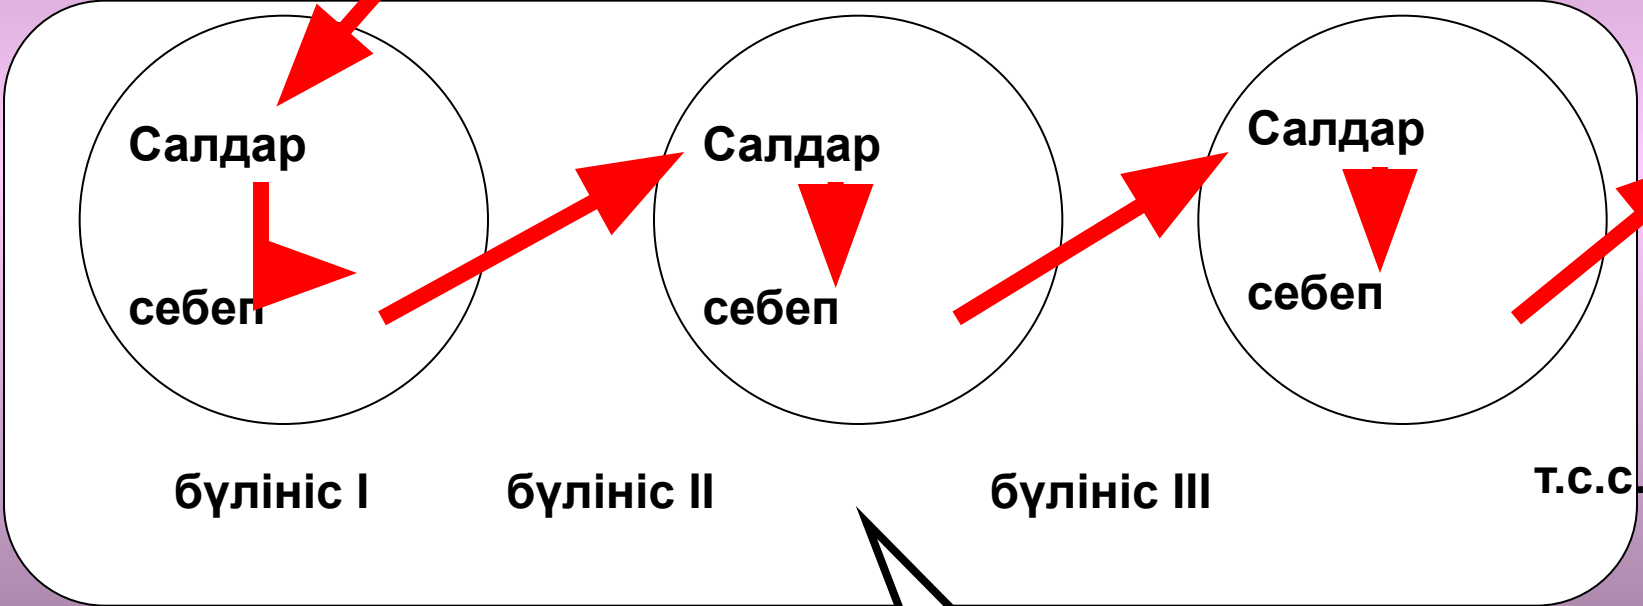 Салдар
себеп
Салдар
себеп
Салдар
себеп
бүлініс I
бүлініс II
бүлініс III
т.с.с.